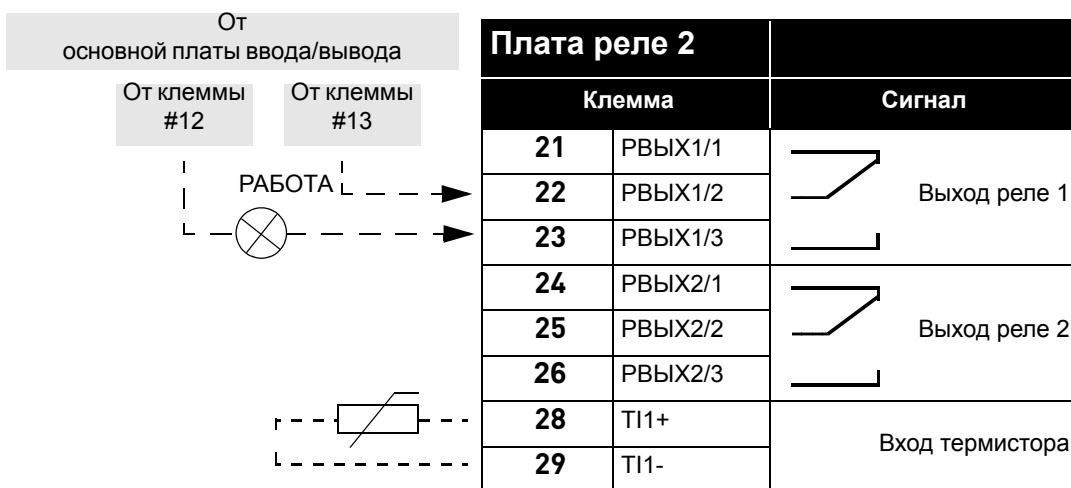 От
основной платы ввода/вывода
От клеммы
#12
От клеммы
#13
РАБОТА
Плата реле 2
Клемма Сигнал
21 РВЫХ1/1
22 РВЫХ1/2 Выход реле 1
23 РВЫХ1/3
24 РВЫХ2/1
25 РВЫХ2/2 Выход реле 2
26 РВЫХ2/3
28 TI1+
Вход термистора
29 TI1-